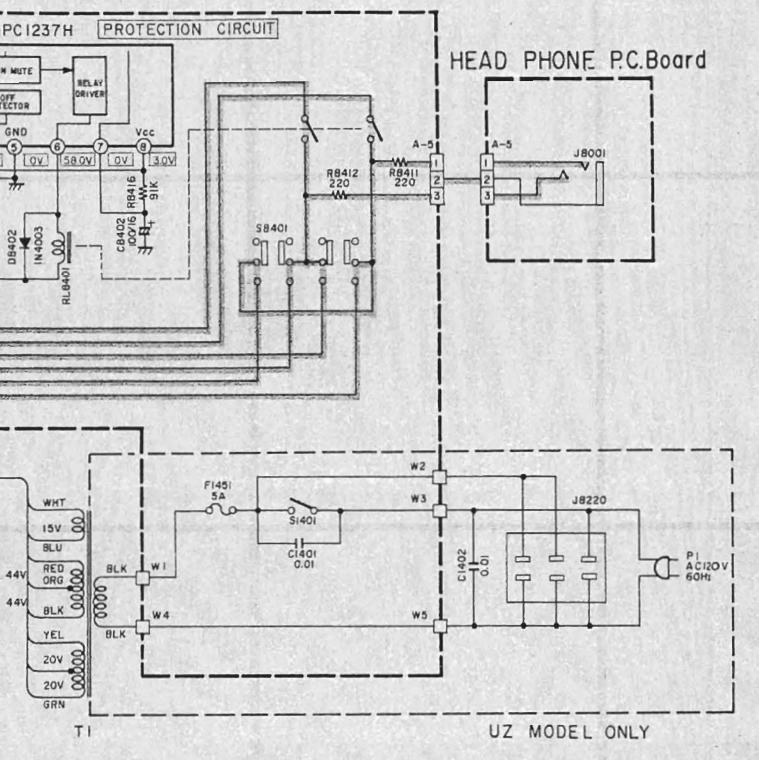 PC1237H PROTECTION CIRCUIT
HEAD PHONE P.C.Board
N MUTE
RELAY
DRIVER
OFF
TECTOR
GND
Vcc
5 6 7 8
0V 58.0V 0V 3.0V
R8416
91K
C8402
100/16
+
D8402
IN4003
RL8401
S8401
R8412
220
R8411
220
A-5
1
2
3
A-5
1
2
3
J8001
WHT
15V
BLU
RED
ORG
44V
44V
BLK
YEL
20V
20V
GRN
T1
BLK
W1
W4
BLK
F1451
5A
S1401
C1401
0.01
W2
W3
W5
C1402
0.01
J8220
P1
AC120V
60Hz
UZ MODEL ONLY